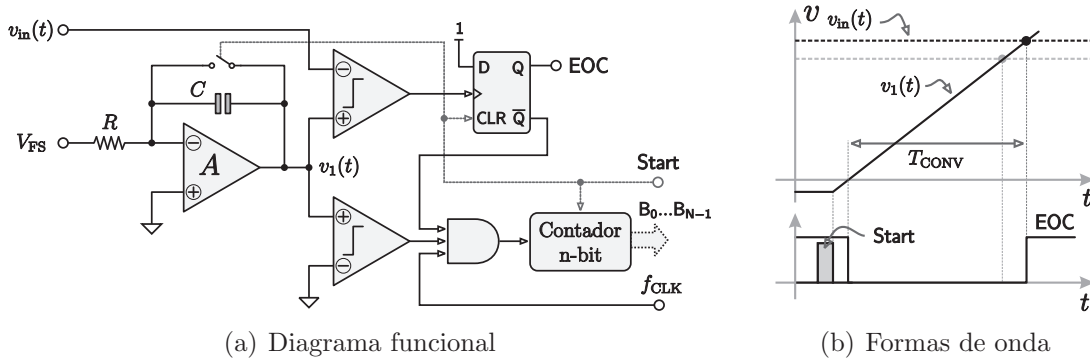 v_in(t)
1
D Q
EOC
CLR Q̅
C
R
V_FS
A
v_1(t)
Start
B_0...B_N-1
Contador
n-bit
f_CLK
(a) Diagrama funcional
v
v_in(t)
v_1(t)
T_CONV
t
EOC
Start
t
(b) Formas de onda